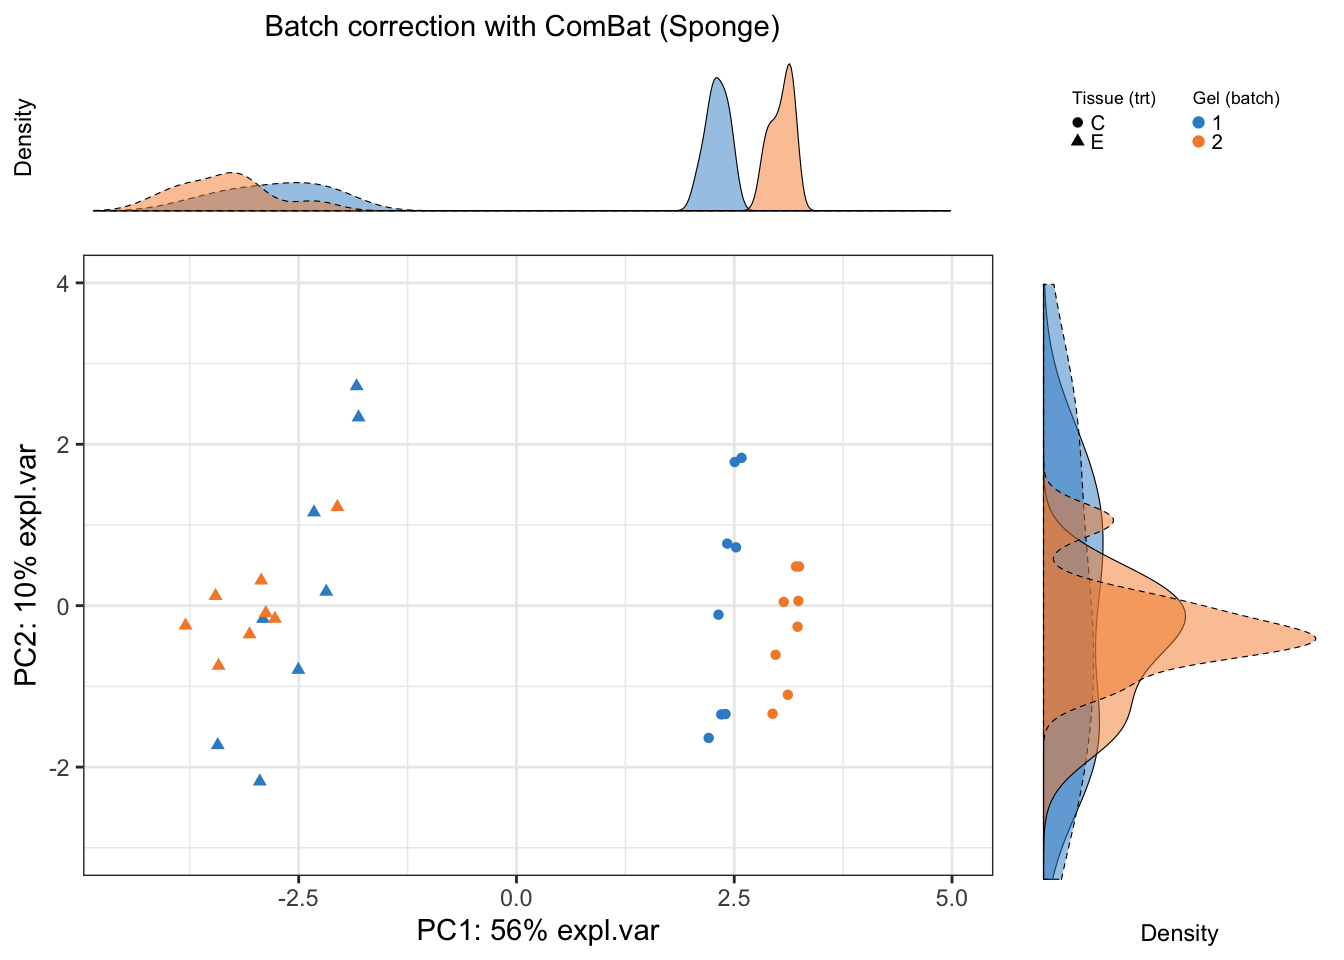 Batch correction with ComBat (Sponge)
Density
Tissue (trt)
C
E
Gel (batch)
1
2
4
2
0
-2
PC2: 10% expl.var
-2.5
0.0
2.5
5.0
PC1: 56% expl.var
Density